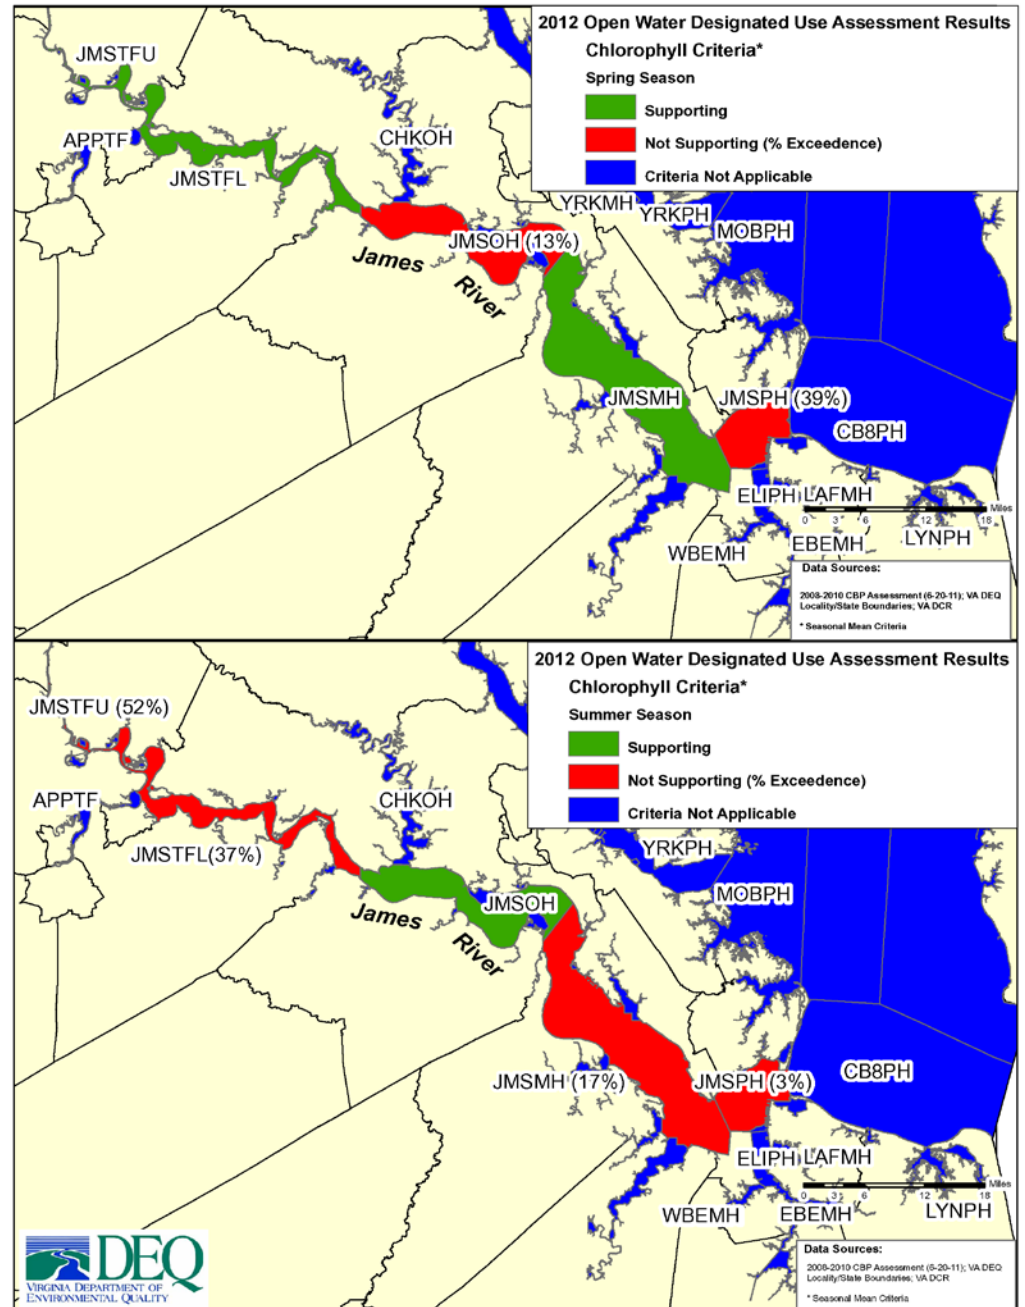 2012 Open Water Designated Use Assessment Results
Chlorophyll Criteria*
Spring Season
Supporting
Not Supporting (% Exceedence)
Criteria Not Applicable
JMSTFU
APPTF
CHKOH
JMSTFL
YRKMH
YRKPH
MOBPH
JMSOH (13%)
James
River
JMSMH
JMSPH (39%)
CB8PH
ELIPH
LAFMH
0 3 6 12 18 Miles
WBEMH
EBEMH
LYNPH
Data Sources:
2008-2010 CBP Assessment (6-20-11); VA DEQ
Locality/State Boundaries; VA DCR
* Seasonal Mean Criteria
2012 Open Water Designated Use Assessment Results
Chlorophyll Criteria*
Summer Season
Supporting
Not Supporting (% Exceedence)
Criteria Not Applicable
JMSTFU (52%)
APPTF
CHKOH
JMSTFL(37%)
YRKPH
MOBPH
JMSOH
James
River
JMSMH (17%)
JMSPH (3%)
CB8PH
ELIPH
LAFMH
0 3 6 12 18 Miles
WBEMH
EBEMH
LYNPH
DEQ
VIRGINIA DEPARTMENT OF
ENVIRONMENTAL QUALITY
Data Sources:
2008-2010 CBP Assessment (6-20-11); VA DEQ
Locality/State Boundaries; VA DCR
* Seasonal Mean Criteria